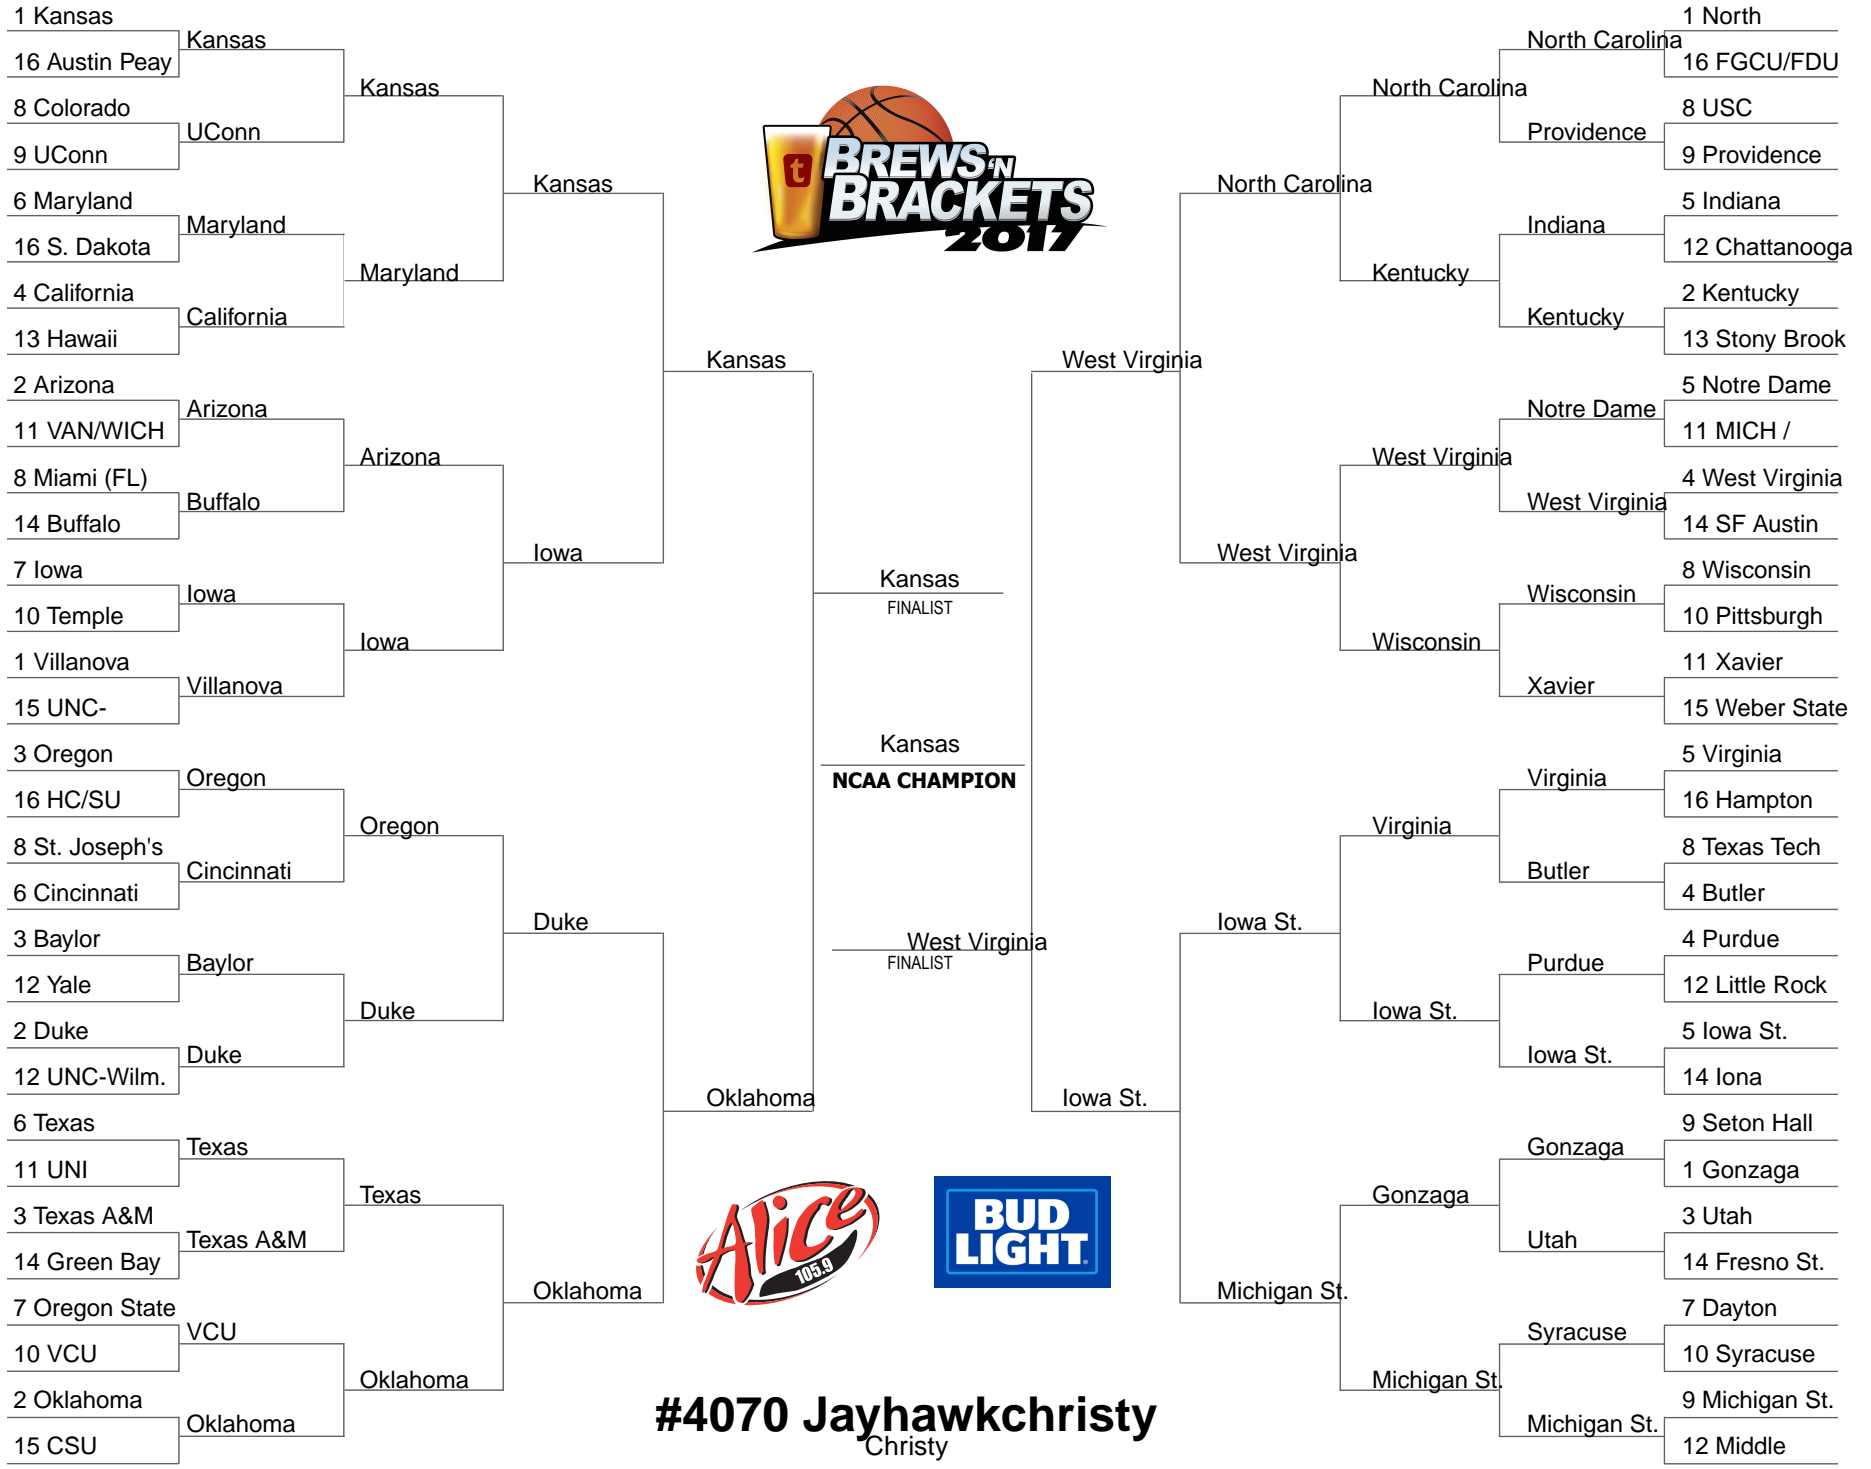 1 Kansas
16 Austin Peay
8 Colorado
9 UConn
6 Maryland
16 S. Dakota
4 California
13 Hawaii
2 Arizona
11 VAN/WICH
8 Miami (FL)
14 Buffalo
7 Iowa
10 Temple
1 Villanova
15 UNC-
3 Oregon
16 HC/SU
8 St. Joseph's
6 Cincinnati
3 Baylor
12 Yale
2 Duke
12 UNC-Wilm.
6 Texas
11 UNI
3 Texas A&M
14 Green Bay
7 Oregon State
10 VCU
2 Oklahoma
15 CSU
Kansas
UConn
Maryland
California
Arizona
Buffalo
Iowa
Villanova
Oregon
Cincinnati
Baylor
Duke
Texas
Texas A&M
VCU
Oklahoma
Kansas
Maryland
Arizona
Iowa
Oregon
Duke
Texas
Oklahoma
Kansas
Iowa
Duke
Oklahoma
Kansas
Oklahoma
t
BREWS 'N
BRACKETS
2017
Kansas
FINALIST
Kansas
NCAA CHAMPION
West Virginia
FINALIST
Alice
105.9
BUD
LIGHT
#4070 Jayhawkchristy
Christy
West Virginia
Iowa St.
North Carolina
West Virginia
Iowa St.
Michigan St.
North Carolina
Kentucky
West Virginia
Wisconsin
Virginia
Iowa St.
Gonzaga
Michigan St.
North Carolina
Providence
Indiana
Kentucky
Notre Dame
West Virginia
Wisconsin
Xavier
Virginia
Butler
Purdue
Iowa St.
Gonzaga
Utah
Syracuse
Michigan St.
1 North
16 FGCU/FDU
8 USC
9 Providence
5 Indiana
12 Chattanooga
2 Kentucky
13 Stony Brook
5 Notre Dame
11 MICH /
4 West Virginia
14 SF Austin
8 Wisconsin
10 Pittsburgh
11 Xavier
15 Weber State
5 Virginia
16 Hampton
8 Texas Tech
4 Butler
4 Purdue
12 Little Rock
5 Iowa St.
14 Iona
9 Seton Hall
1 Gonzaga
3 Utah
14 Fresno St.
7 Dayton
10 Syracuse
9 Michigan St.
12 Middle